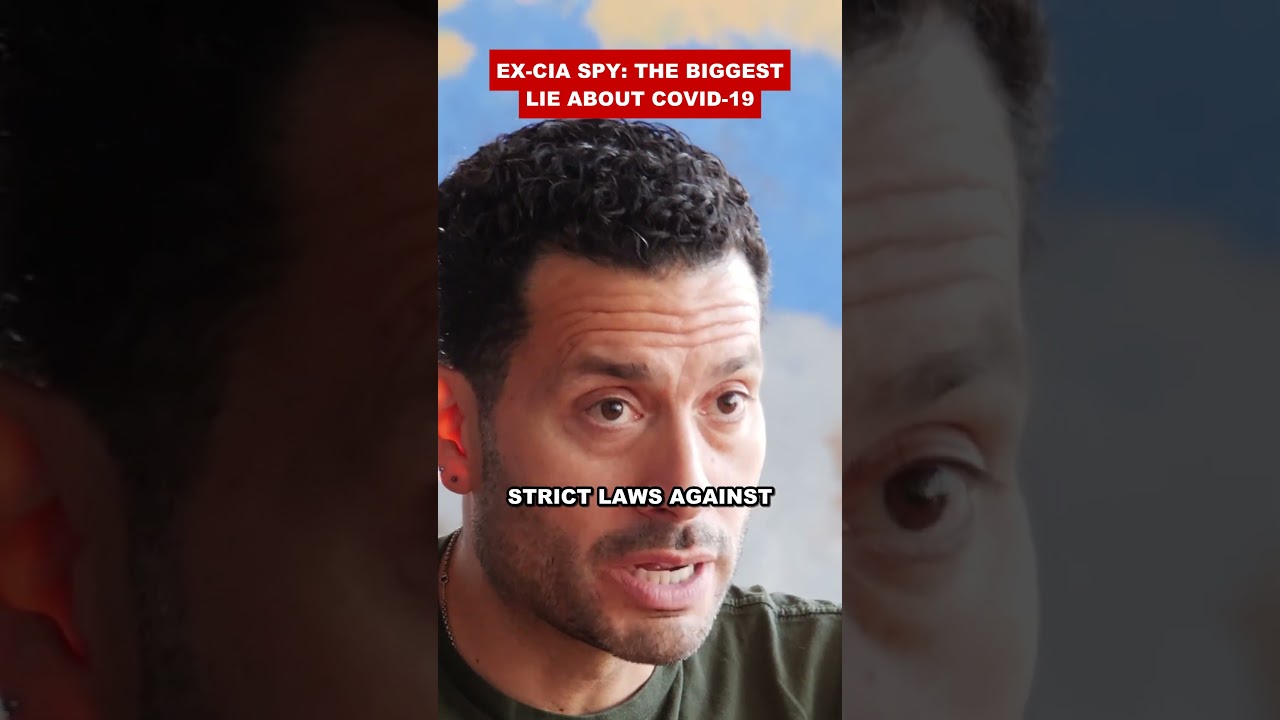 EX-CIA SPY: THE BIGGEST
LIE ABOUT COVID-19
STRICT LAWS AGAINST